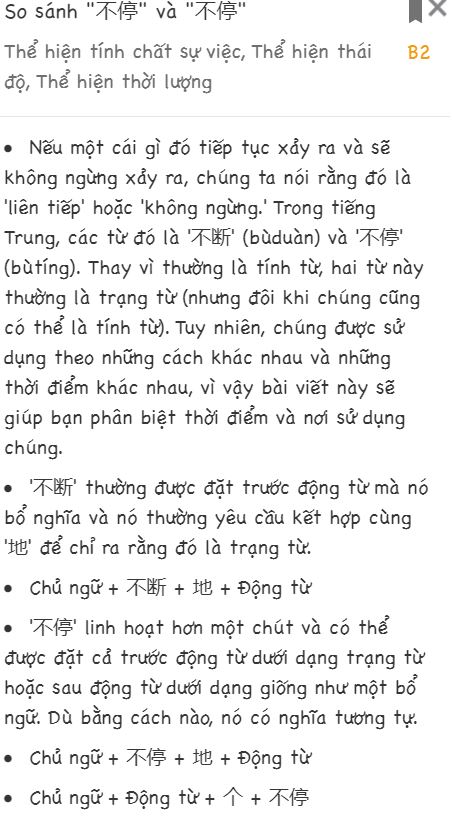 So sánh "不停" và "不停"
Thể hiện tính chất sự việc, Thể hiện thái
B2
độ, Thể hiện thời lượng
• Nếu một cái gì đó tiếp tục xảy ra và sẽ
không ngừng xảy ra, chúng ta nói rằng đó là
'liên tiếp' hoặc 'không ngừng.' Trong tiếng
Trung, các từ đó là '不断' (bùduàn) và '不停'
(bùtíng). Thay vì thường là tính từ, hai từ này
thường là trạng từ (nhưng đôi khi chúng cũng
có thể là tính từ). Tuy nhiên, chúng được sử
dụng theo những cách khác nhau và những
thời điểm khác nhau, vì vậy bài viết này sẽ
giúp bạn phân biệt thời điểm và nơi sử dụng
chúng.
• '不断' thường được đặt trước động từ mà nó
bổ nghĩa và nó thường yêu cầu kết hợp cùng
'地' để chỉ ra rằng đó là trạng từ.
• Chủ ngữ + 不断 + 地 + Động từ
• '不停' linh hoạt hơn một chút và có thể
được đặt cả trước động từ dưới dạng trạng từ
hoặc sau động từ dưới dạng giống như một bổ
ngữ. Dù bằng cách nào, nó có nghĩa tương tự.
• Chủ ngữ + 不停 + 地 + Động từ
• Chủ ngữ + Động từ + 个 + 不停